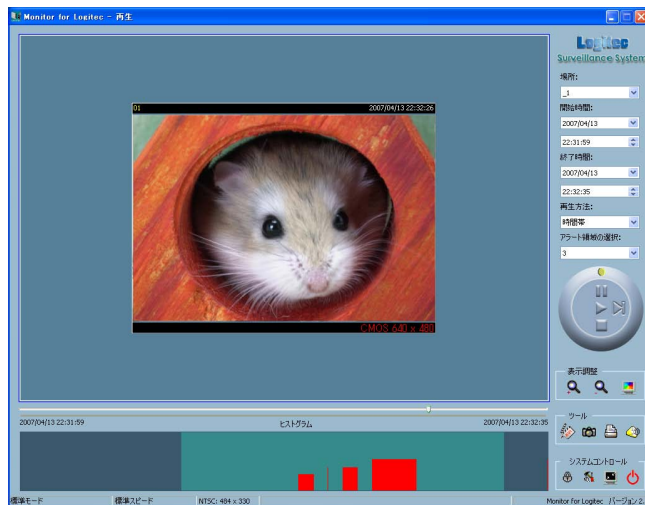 Monitor for Logitec - 再生
01
2007/04/13 22:32:26
CMOS 640 x 480
Logitec
Surveillance System
場所:
_1
開始時間:
2007/04/13
22:31:59
終了時間:
2007/04/13
22:32:35
再生方法:
時間帯
アラート領域の選択:
3
表示調整
ツール
システムコントロール
2007/04/13 22:31:59
ヒストグラム
2007/04/13 22:32:35
標準モード
標準スピード
NTSC: 484 x 330
Monitor for Logitec バージョン 2.